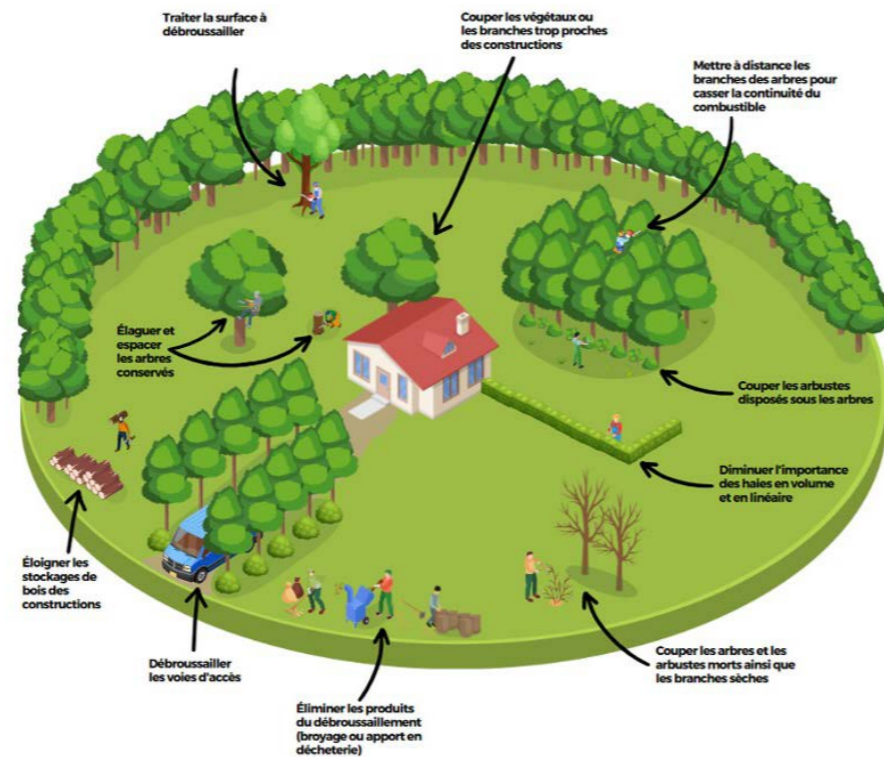 Traiter la surface à
débroussailler
Couper les végétaux ou
les branches trop proches
des constructions
Mettre à distance les
branches des arbres pour
casser la continuité du
combustible
Élaguer et
espacer
les arbres
conservés
Couper les arbustes
disposés sous les arbres
Diminuer l'importance
des haies en volume
et en linéaire
Éloigner les
stockages de
bois des
constructions
Débroussailler
les voies d'accès
Éliminer les produits
du débroussaillement
(broyage ou apport en
décheterie)
Couper les arbres et les
arbustes morts ainsi que
les branches sèches